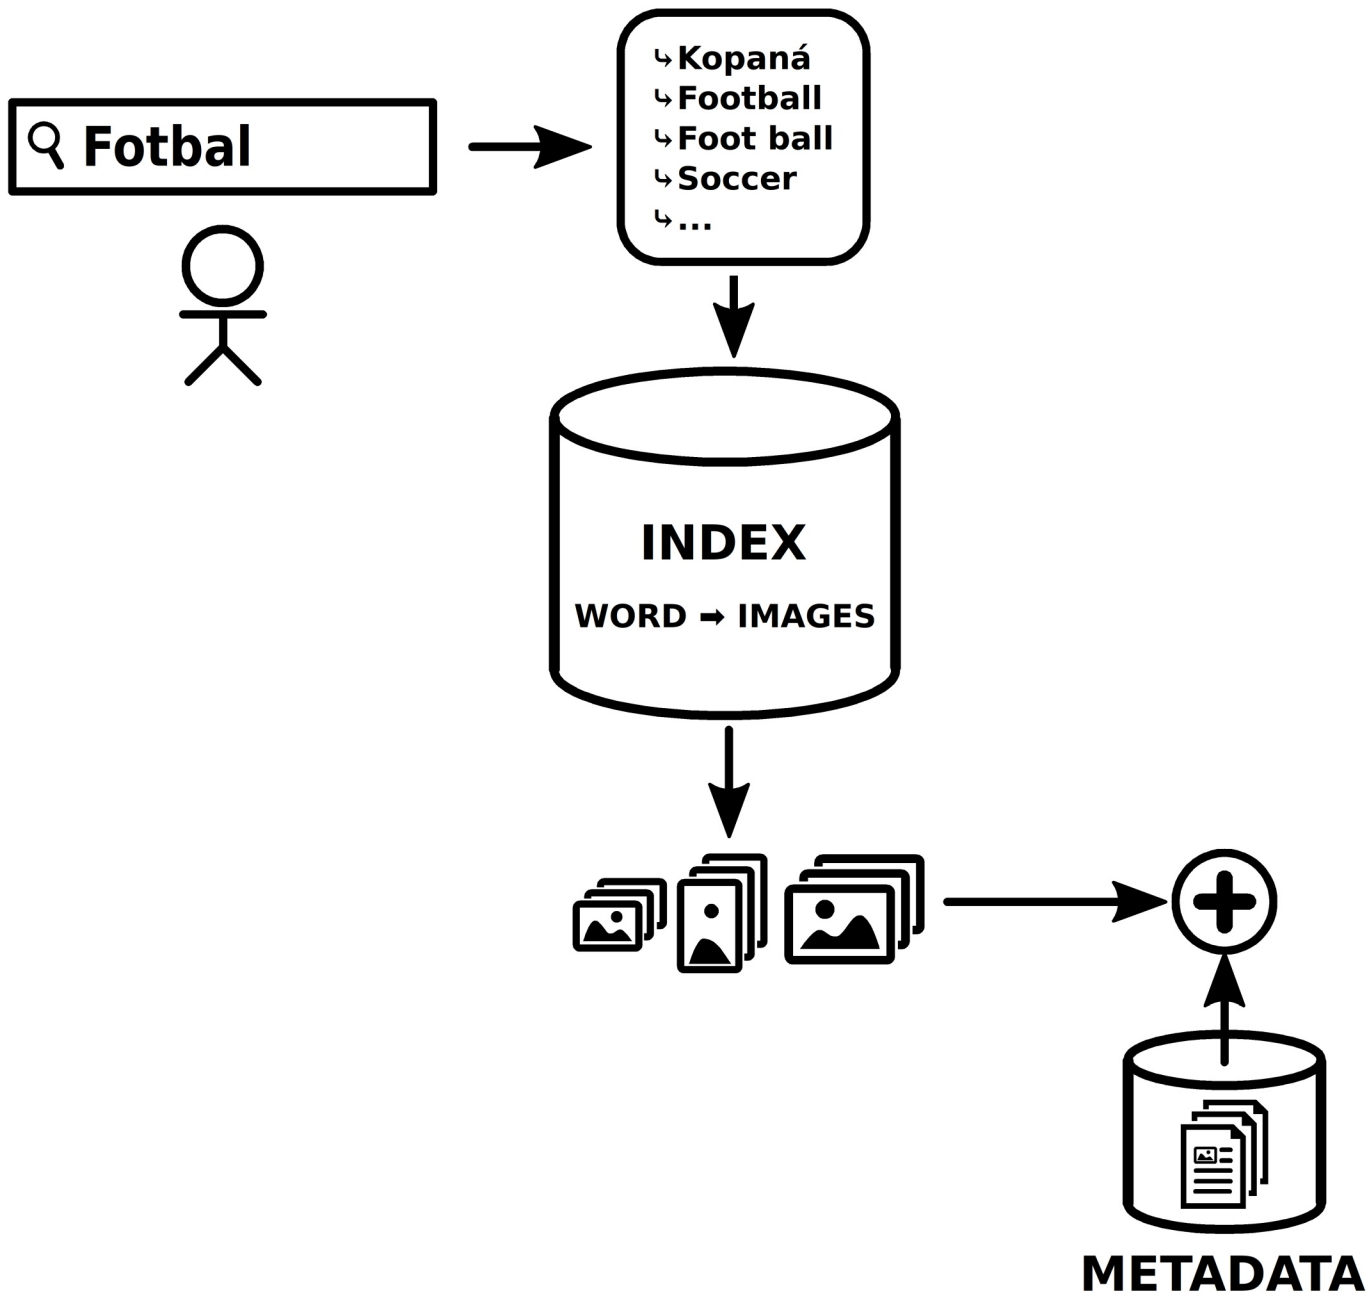 Fotbal
⤷Kopaná
⤷Football
⤷Foot ball
⤷Soccer
⤷...
INDEX
WORD ➡ IMAGES
METADATA